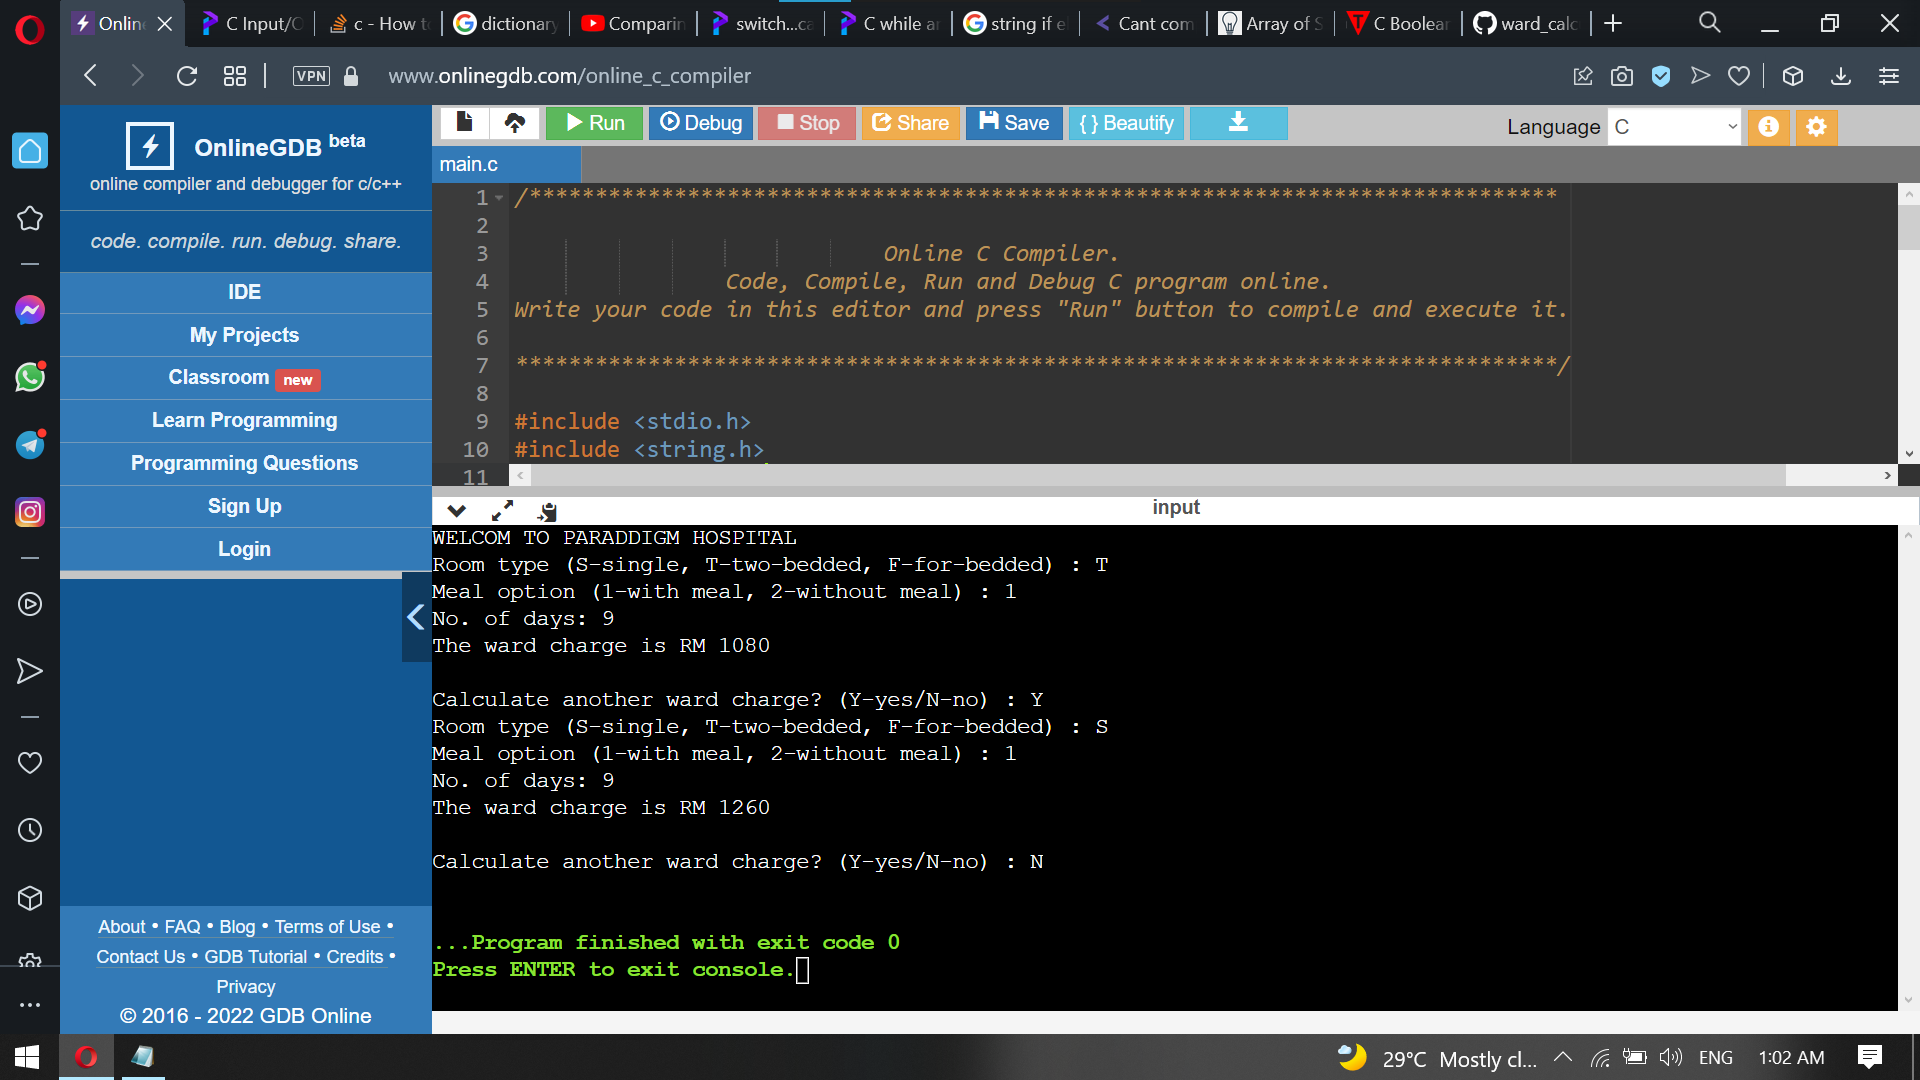 Online
C Input/O
c - How to
dictionary
Comparin
switch...ca
C while a
string if el
Cant com
Array of S
C Boolean
ward_calc
VPN
www.onlinegdb.com/online_c_compiler
OnlineGDB beta
online compiler and debugger for c/c++
code. compile. run. debug. share.
IDE
My Projects
Classroom new
Learn Programming
Programming Questions
Sign Up
Login
About • FAQ • Blog • Terms of Use •
Contact Us • GDB Tutorial • Credits •
Privacy
© 2016 - 2022 GDB Online
Run
Debug
Stop
Share
Save
{ } Beautify
Language C
main.c
1 /*******************************************************************************
2
3 Online C Compiler.
4 Code, Compile, Run and Debug C program online.
5 Write your code in this editor and press "Run" button to compile and execute it.
6
7 *******************************************************************************/
8
9 #include <stdio.h>
10 #include <string.h>
11
input
WELCOM TO PARADDIGM HOSPITAL
Room type (S-single, T-two-bedded, F-for-bedded) : T
Meal option (1-with meal, 2-without meal) : 1
No. of days: 9
The ward charge is RM 1080
Calculate another ward charge? (Y-yes/N-no) : Y
Room type (S-single, T-two-bedded, F-for-bedded) : S
Meal option (1-with meal, 2-without meal) : 1
No. of days: 9
The ward charge is RM 1260
Calculate another ward charge? (Y-yes/N-no) : N
...Program finished with exit code 0
Press ENTER to exit console.
29°C Mostly cl...
ENG
1:02 AM